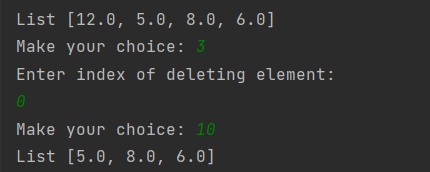 List [12.0, 5.0, 8.0, 6.0]
Make your choice: 3
Enter index of deleting element:
0
Make your choice: 10
List [5.0, 8.0, 6.0]